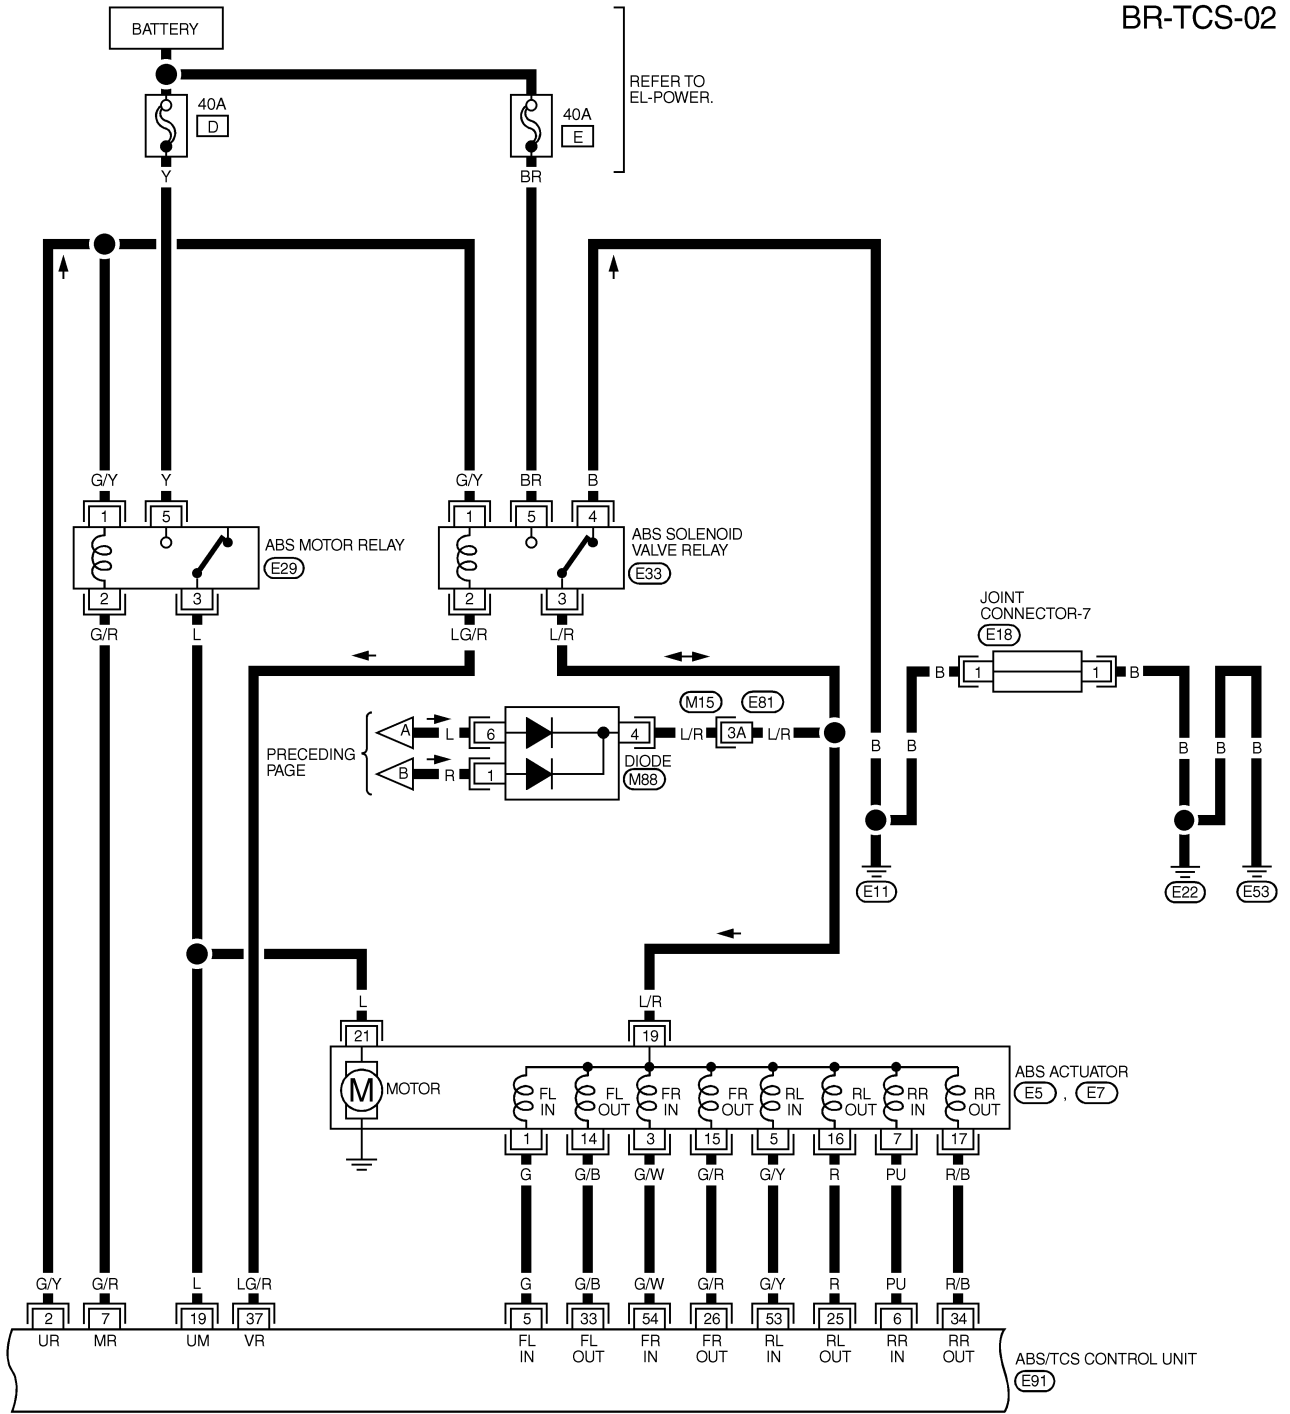 BR-TCS-02
BATTERY
REFER TO
EL-POWER.
40A
D
40A
E
Y
BR
G/Y
Y
G/Y
BR
B
1
5
1
5
4
ABS MOTOR RELAY
E29
ABS SOLENOID
VALVE RELAY
E33
2
3
2
3
G/R
L
LG/R
L/R
JOINT
CONNECTOR-7
E18
B
1
1
B
M15
E81
PRECEDING
PAGE
A
L
6
4
L/R
3A
L/R
B
R
1
DIODE
M88
B
B
B
B
B
E11
E22
E53
L
L/R
21
19
M
MOTOR
FL
IN
FL
OUT
FR
IN
FR
OUT
RL
IN
RL
OUT
RR
IN
RR
OUT
ABS ACTUATOR
E5 , E7
1
14
3
15
5
16
7
17
G
G/B
G/W
G/R
G/Y
R
PU
R/B
G/Y
G/R
L
LG/R
G
G/B
G/W
G/R
G/Y
R
PU
R/B
2
7
19
37
5
33
54
26
53
25
6
34
UR
MR
UM
VR
FL
IN
FL
OUT
FR
IN
FR
OUT
RL
IN
RL
OUT
RR
IN
RR
OUT
ABS/TCS CONTROL UNIT
E91